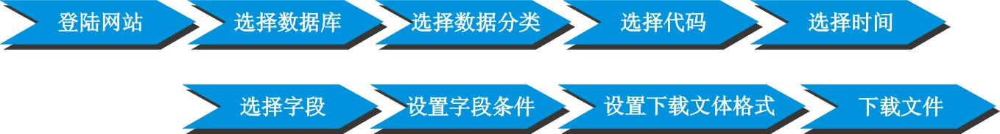 登陆网站 选择数据库 选择数据分类 选择代码 选择时间
选择字段 设置字段条件 设置下载文体格式 下载文件